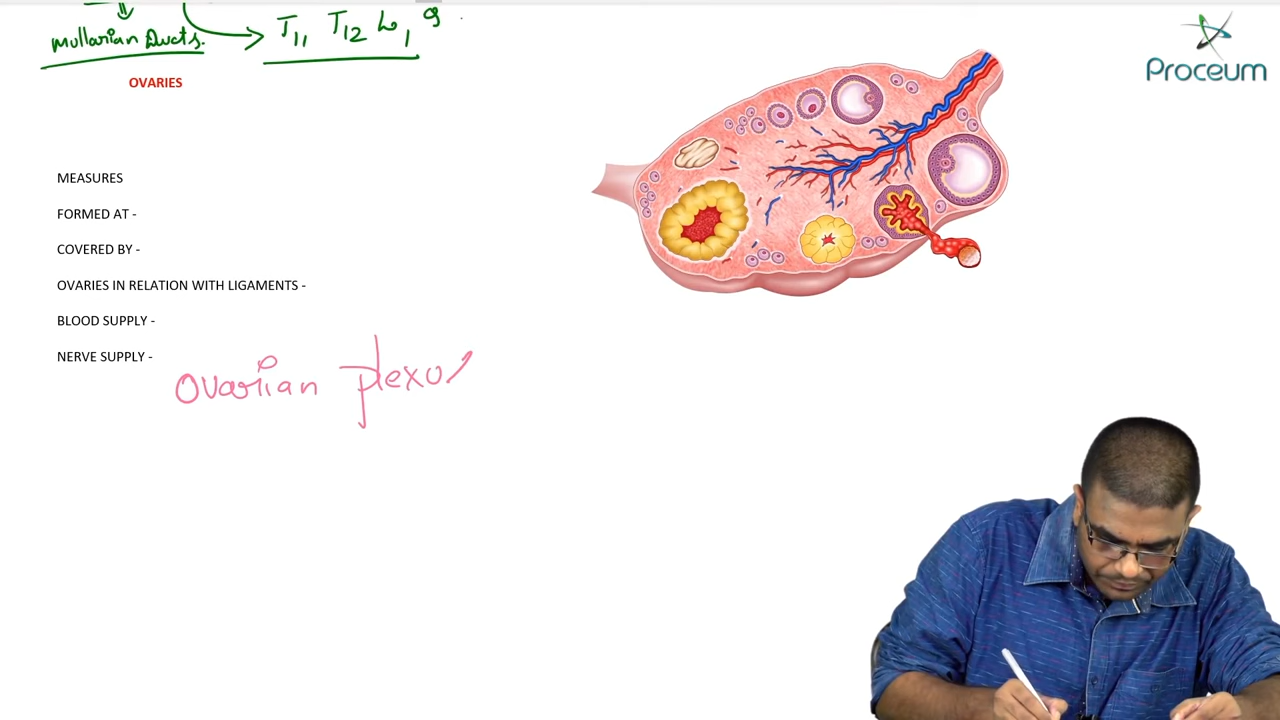 Mullarian Ducts.
T11 T12 L1
Proceum
OVARIES
MEASURES
FORMED AT -
COVERED BY -
OVARIES IN RELATION WITH LIGAMENTS -
BLOOD SUPPLY -
NERVE SUPPLY -
Ovarian plexu